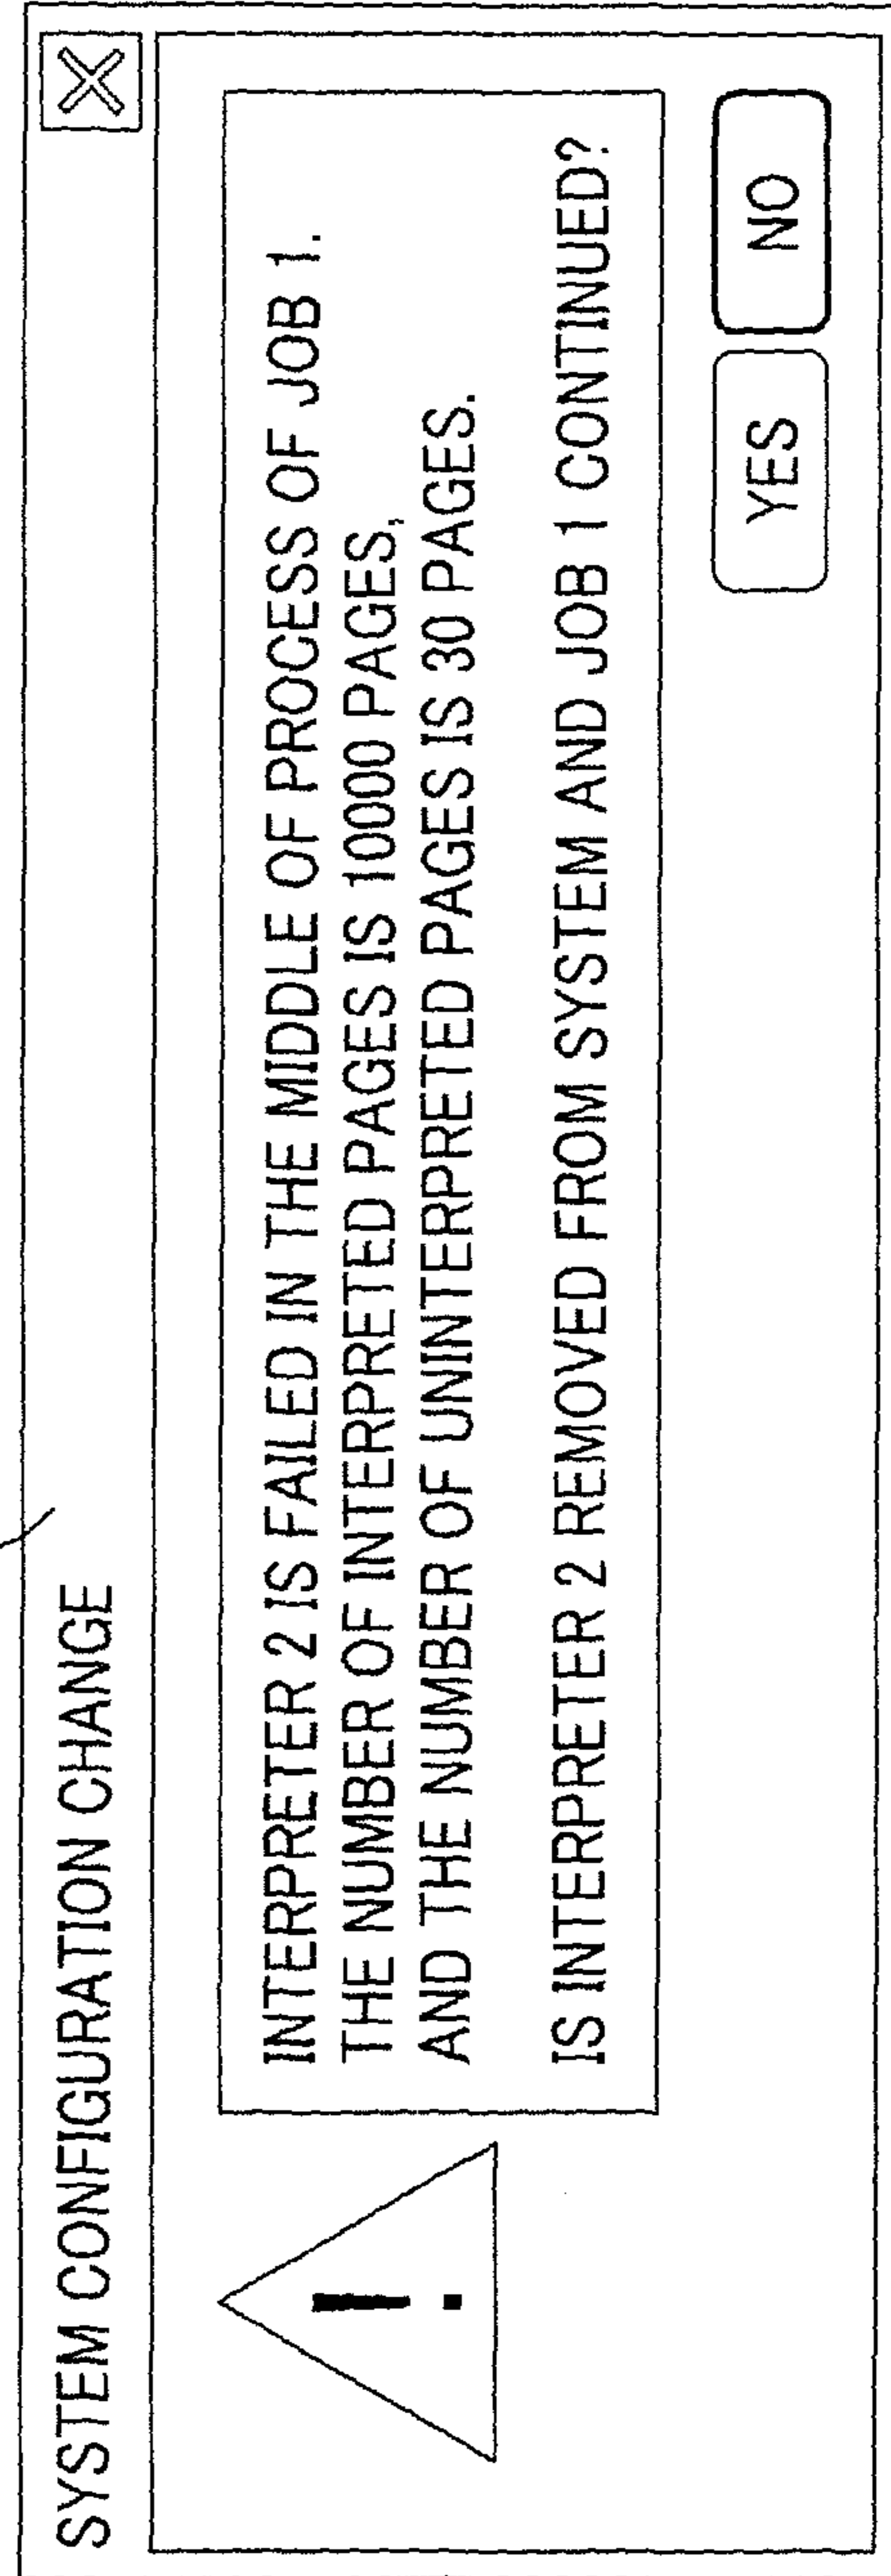 SYSTEM CONFIGURATION CHANGE
INTERPRETER 2 IS FAILED IN THE MIDDLE OF PROCESS OF JOB 1.
THE NUMBER OF INTERPRETED PAGES IS 10000 PAGES,
AND THE NUMBER OF UNINTERPRETED PAGES IS 30 PAGES.
IS INTERPRETER 2 REMOVED FROM SYSTEM AND JOB 1 CONTINUED?
YES NO